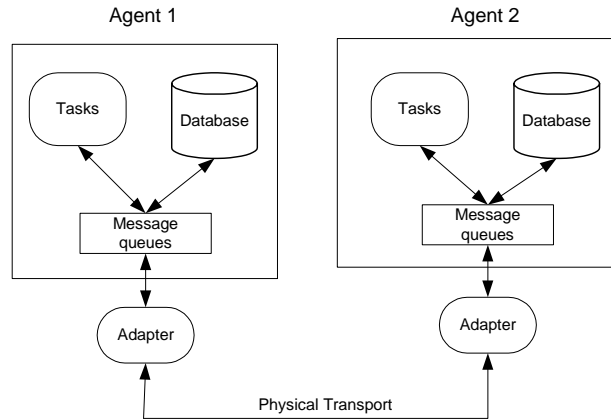 Agent 1
Agent 2
Tasks
Database
Message
queues
Adapter
Tasks
Database
Message
queues
Adapter
Physical Transport